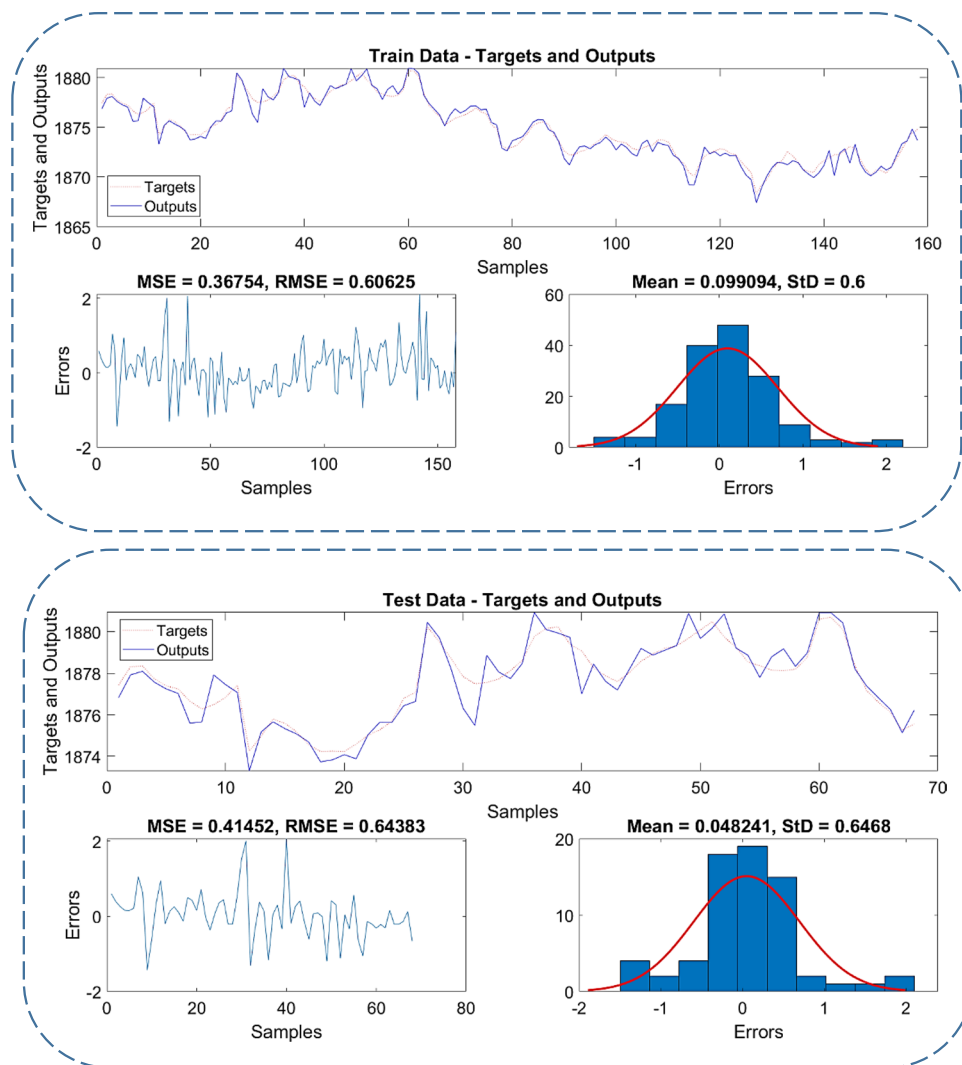 Train Data - Targets and Outputs
Targets and Outputs
1880
1875
1870
1865
Targets
Outputs
0 20 40 60 80 100 120 140 160
Samples
MSE = 0.36754, RMSE = 0.60625
Errors
2
0
-2
0 50 100 150
Samples
Mean = 0.099094, StD = 0.6
60
40
20
0
-1 0 1 2
Errors
Test Data - Targets and Outputs
Targets and Outputs
1880
1878
1876
1874
Targets
Outputs
0 10 20 30 40 50 60 70
Samples
MSE = 0.41452, RMSE = 0.64383
Errors
2
0
-2
0 20 40 60 80
Samples
Mean = 0.048241, StD = 0.6468
20
10
0
-2 -1 0 1 2
Errors